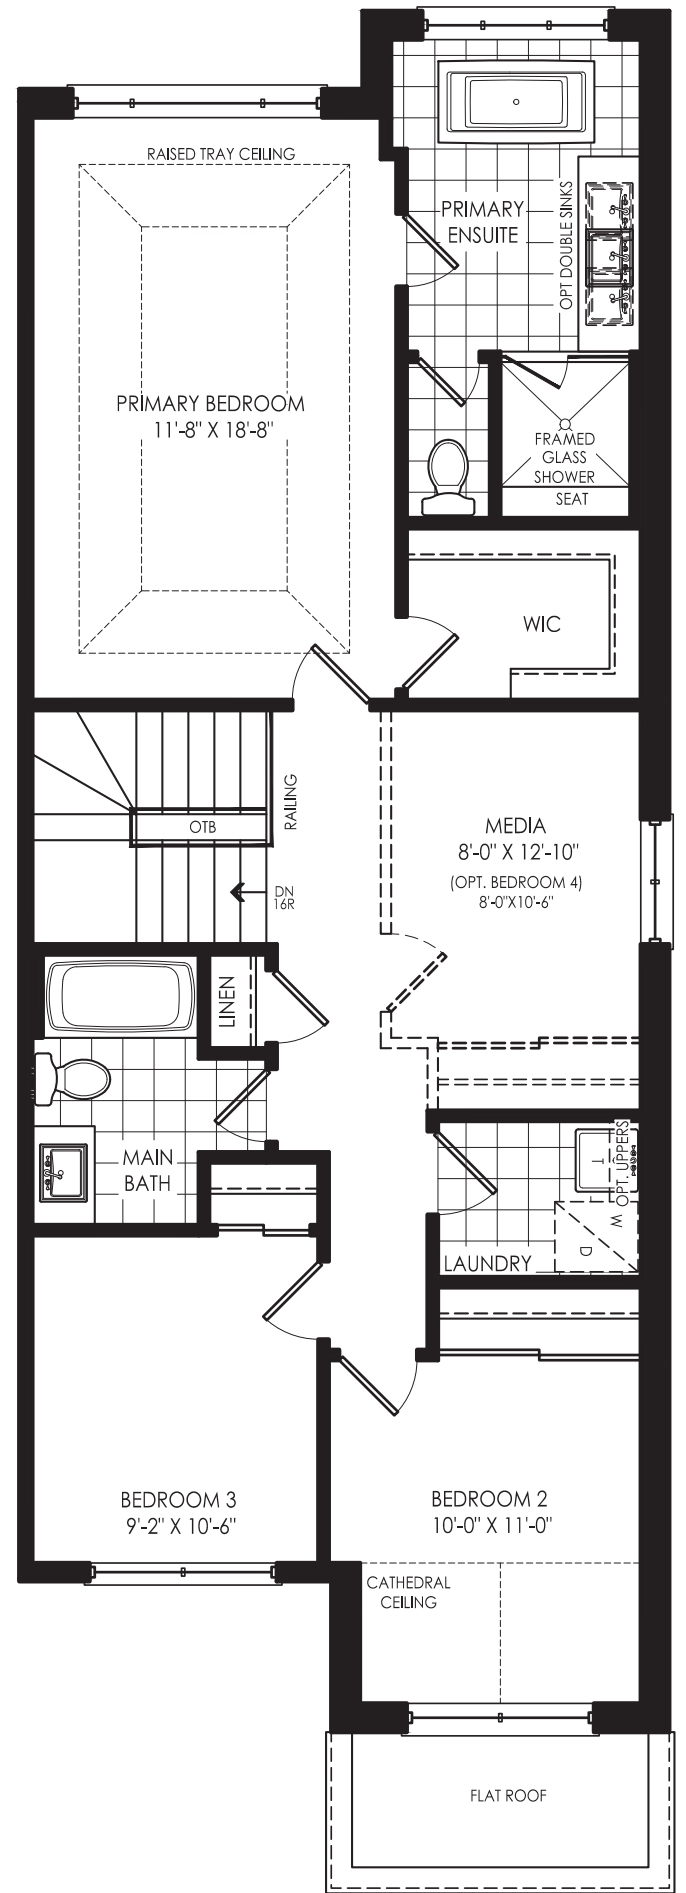 RAISED TRAY CEILING
PRIMARY
ENSUITE
OPT DOUBLE SINKS
PRIMARY BEDROOM
11'-8" X 18'-8"
FRAMED
GLASS
SHOWER
SEAT
WIC
RAILING
OTB
DN
16R
MEDIA
8'-0" X 12'-10"
(OPT. BEDROOM 4)
8'-0"X10'-6"
LINEN
MAIN
BATH
OPT. UPPERS
T
W
D
LAUNDRY
BEDROOM 3
9'-2" X 10'-6"
BEDROOM 2
10'-0" X 11'-0"
CATHEDRAL
CEILING
FLAT ROOF